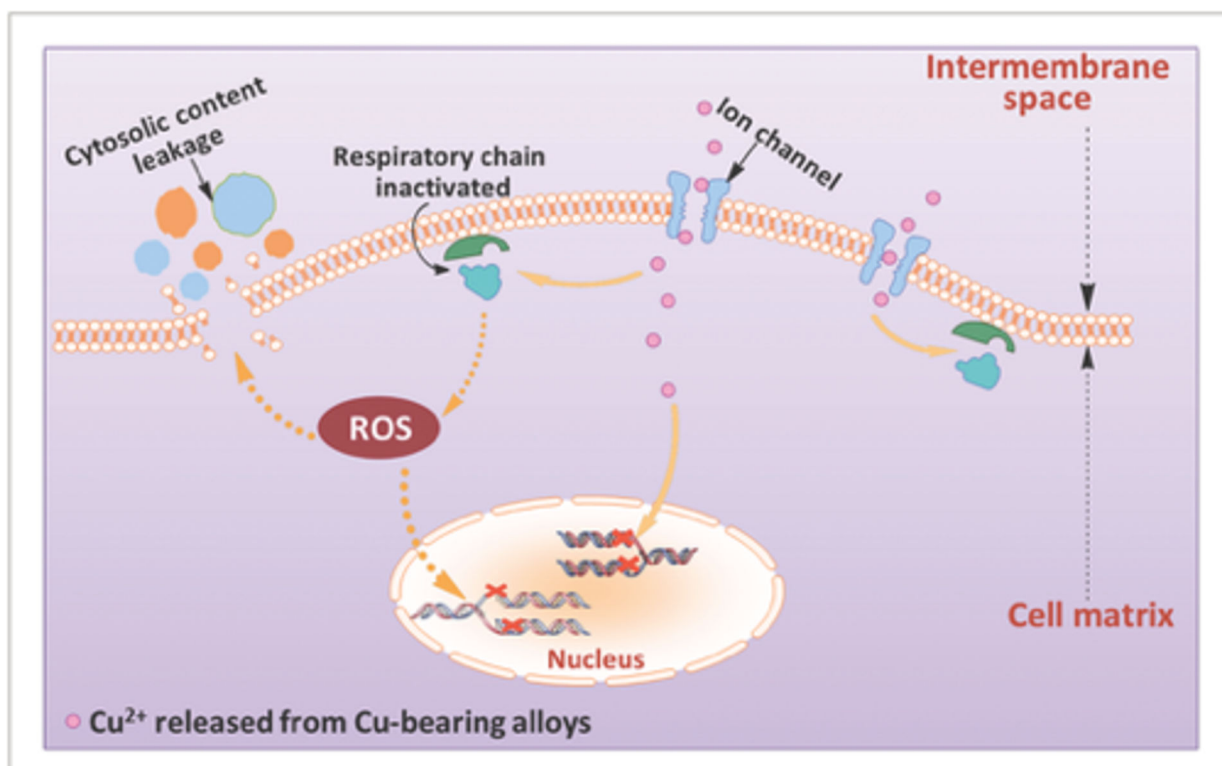 Intermembrane
space
Cytosolic content
leakage
Ion channel
Respiratory chain
inactivated
ROS
Cell matrix
Nucleus
Cu²⁺ released from Cu-bearing alloys